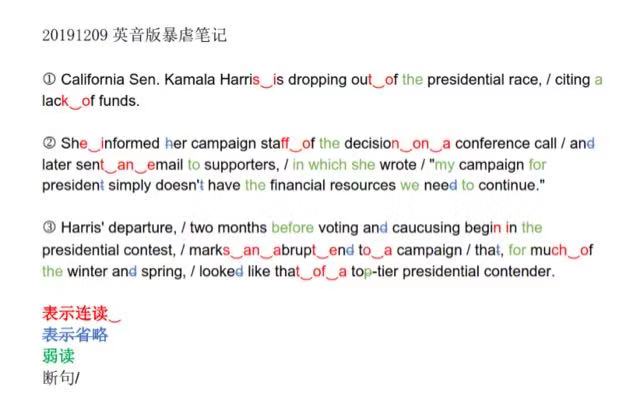 20191209 英音版暴虐笔记
① California Sen. Kamala Harris‿is dropping out‿of the presidential race, / citing a
lack‿of funds.
② She‿informed her campaign staff‿of the decision‿on‿a conference call / and
later sent‿an‿email to supporters, / in which she wrote / "my campaign for
president simply doesn't have the financial resources we need to continue."
③ Harris' departure, / two months before voting and caucusing begin in the
presidential contest, / marks‿an‿abrupt‿end to‿a campaign / that, for much‿of
the winter and spring, / looked like that‿of‿a top-tier presidential contender.
表示连读‿
表示省略
弱读
断句/